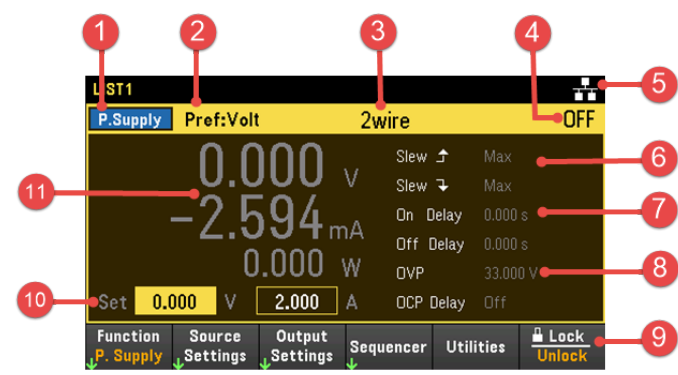 1 2 3 4
LIST1 5
P.Supply Pref:Volt 2wire OFF
0.000 V Slew Max 6
Slew Max
11 -2.594 mA On Delay 0.000 s 7
Off Delay 0.000 s
0.000 W OVP 33.000 V 8
10 Set 0.000 V 2.000 A OCP Delay Off
Function Source Output Sequencer Utilities Lock 9
P. Supply Settings Settings Unlock